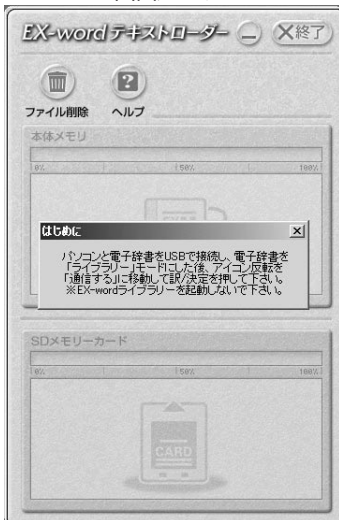 EX-word テキストローダー
×終了
ファイル削除 ヘルプ
本体メモリ
0% 50% 100%
はじめに
パソコンと電子辞書をUSBで接続し、電子辞書を
「ライブラリー」モードにした後、アイコン反転を
「通信する」に移動して訳/決定を押して下さい。
※EX-wordライブラリーを起動しないで下さい。
SDメモリーカード
0% 50% 100%
CARD